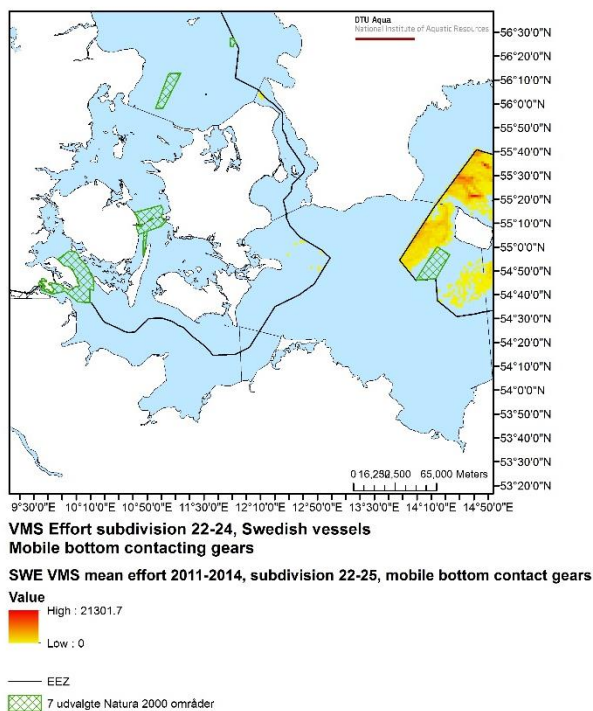 DTU Aqua
National Institute of Aquatic Resources
56°30'0"N
56°20'0"N
56°10'0"N
56°0'0"N
55°50'0"N
55°40'0"N
55°30'0"N
55°20'0"N
55°10'0"N
55°0'0"N
54°50'0"N
54°40'0"N
54°30'0"N
54°20'0"N
54°10'0"N
54°0'0"N
53°50'0"N
53°40'0"N
53°30'0"N
53°20'0"N
65,000 Meters
9°30'0"E 10°10'0"E 10°50'0"E 11°30'0"E 12°10'0"E 12°50'0"E 13°30'0"E 14°10'0"E 14°50'0"E
VMS Effort subdivision 22-24, Swedish vessels
Mobile bottom contacting gears
SWE VMS mean effort 2011-2014, subdivision 22-25, mobile bottom contact gears
Value
High : 21301.7
Low : 0
EEZ
7 udvalgte Natura 2000 områder